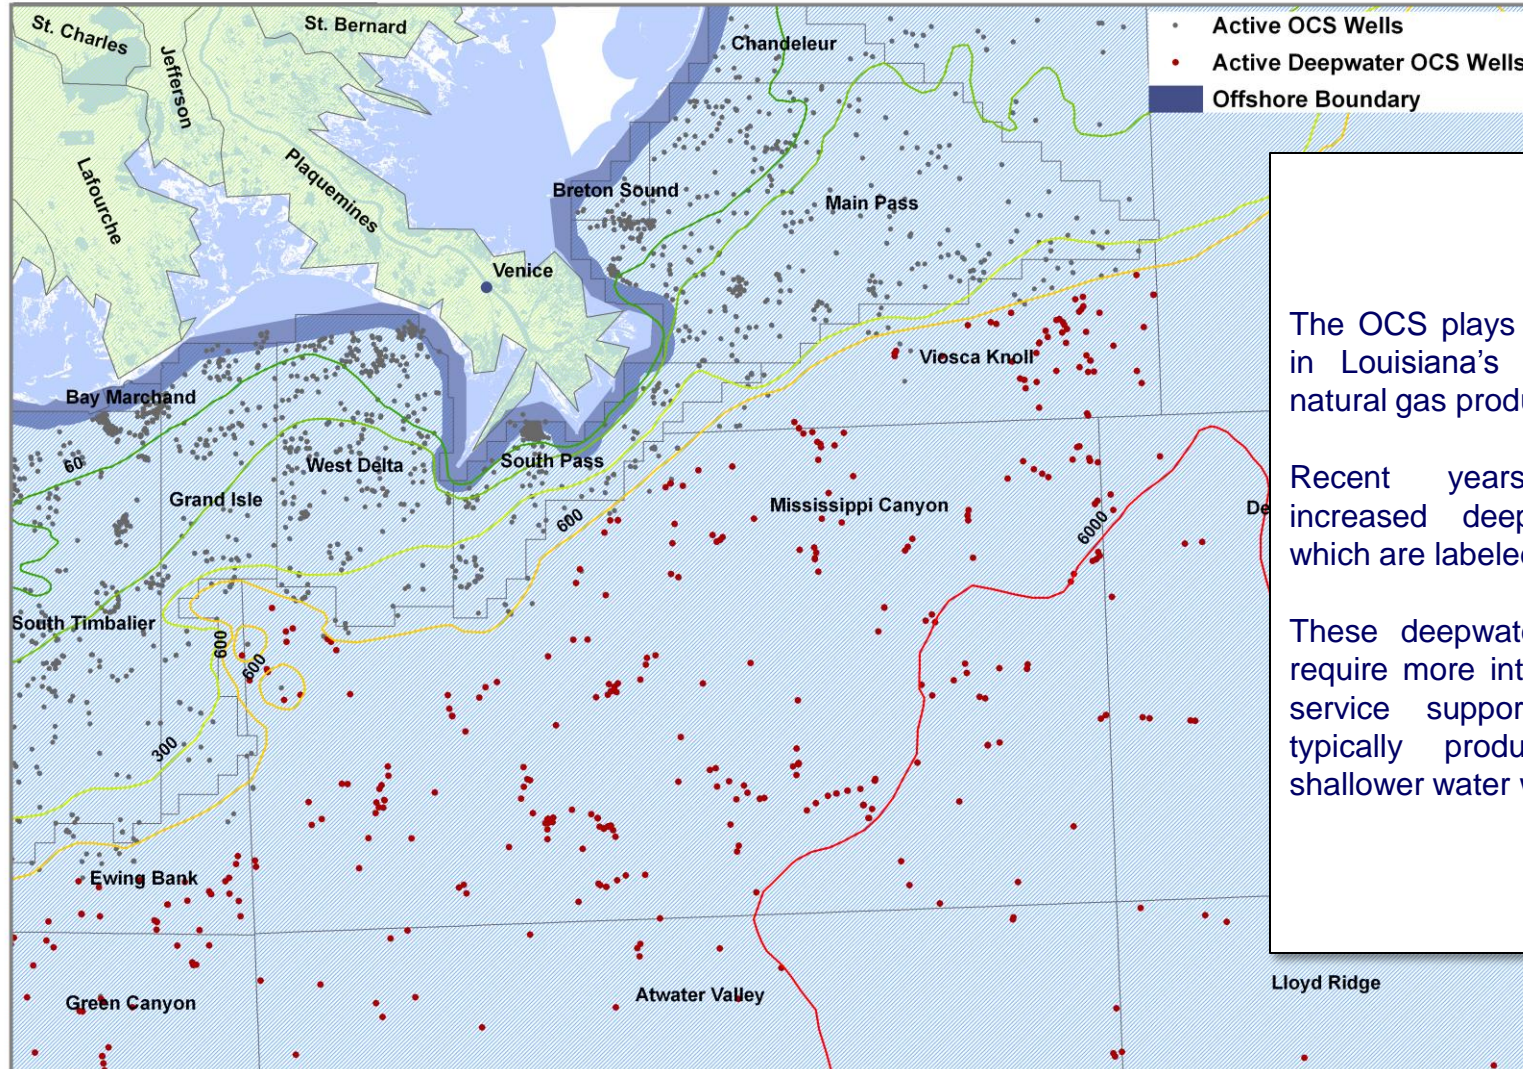 Active OCS Wells
Active Deepwater OCS Wells
Offshore Boundary
St. Charles
Jefferson
St. Bernard
Chandeleur
Lafourche
Plaquemines
Breton Sound
Main Pass
Venice
Viosca Knoll
Bay Marchand
60
West Delta
South Pass
Grand Isle
600
Mississippi Canyon
6000
De
South Timbalier
600
600
300
Ewing Bank
Green Canyon
Atwater Valley
Lloyd Ridge
The OCS plays
in Louisiana's
natural gas produ
Recent years
increased deep
which are labeled
These deepwate
require more int
service suppor
typically produ
shallower water w